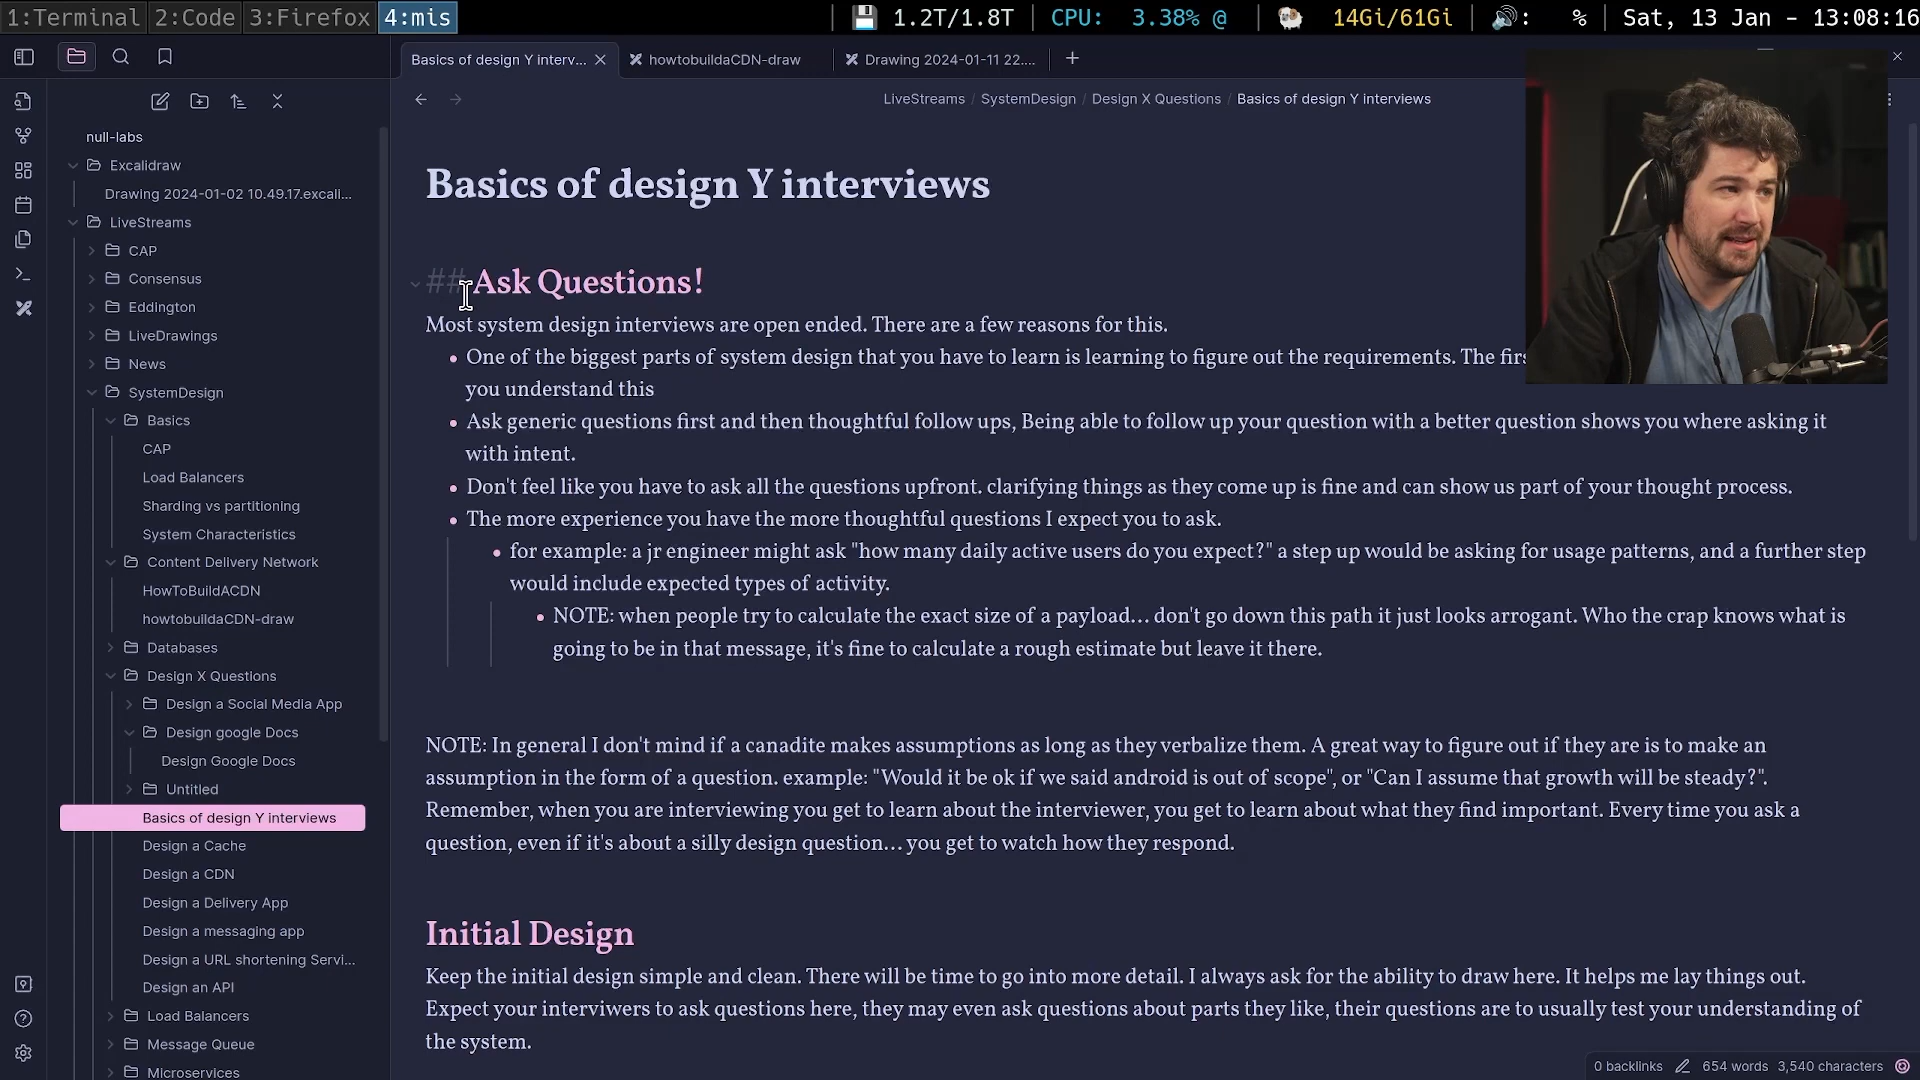 1:Terminal 2:Code 3:Firefox 4:mis
1.2T/1.8T CPU: 3.38% @ 14Gi/61Gi : % Sat, 13 Jan - 13:08:16
Basics of design Y interv...
howtobuildaCDN-draw
Drawing 2024-01-11 22....
LiveStreams / SystemDesign / Design X Questions / Basics of design Y interviews
null-labs
Excalidraw
Drawing 2024-01-02 10.49.17.excali...
LiveStreams
CAP
Consensus
Eddington
LiveDrawings
News
SystemDesign
Basics
CAP
Load Balancers
Sharding vs partitioning
System Characteristics
Content Delivery Network
HowToBuildACDN
howtobuildaCDN-draw
Databases
Design X Questions
Design a Social Media App
Design google Docs
Design Google Docs
Untitled
Basics of design Y interviews
Design a Cache
Design a CDN
Design a Delivery App
Design a messaging app
Design a URL shortening Servi...
Design an API
Load Balancers
Message Queue
Microservices
Basics of design Y interviews
## Ask Questions!
Most system design interviews are open ended. There are a few reasons for this.
One of the biggest parts of system design that you have to learn is learning to figure out the requirements. The firs
you understand this
Ask generic questions first and then thoughtful follow ups, Being able to follow up your question with a better question shows you where asking it
with intent.
Don't feel like you have to ask all the questions upfront. clarifying things as they come up is fine and can show us part of your thought process.
The more experience you have the more thoughtful questions I expect you to ask.
for example: a jr engineer might ask "how many daily active users do you expect?" a step up would be asking for usage patterns, and a further step
would include expected types of activity.
NOTE: when people try to calculate the exact size of a payload... don't go down this path it just looks arrogant. Who the crap knows what is
going to be in that message, it's fine to calculate a rough estimate but leave it there.
NOTE: In general I don't mind if a canadite makes assumptions as long as they verbalize them. A great way to figure out if they are is to make an
assumption in the form of a question. example: "Would it be ok if we said android is out of scope", or "Can I assume that growth will be steady?".
Remember, when you are interviewing you get to learn about the interviewer, you get to learn about what they find important. Every time you ask a
question, even if it's about a silly design question... you get to watch how they respond.
Initial Design
Keep the initial design simple and clean. There will be time to go into more detail. I always ask for the ability to draw here. It helps me lay things out.
Expect your interviwers to ask questions here, they may even ask questions about parts they like, their questions are to usually test your understanding of
the system.
0 backlinks 654 words 3,540 characters